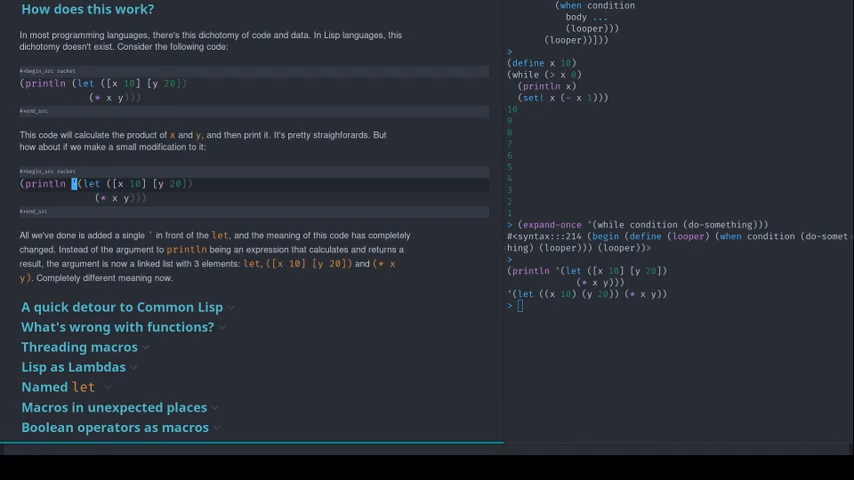 How does this work?
In most programming languages, there's this dichotomy of code and data. In Lisp languages, this
dichotomy doesn't exist. Consider the following code:
#+begin_src racket
(println (let ([x 10] [y 20])
(* x y)))
#+end_src
This code will calculate the product of x and y, and then print it. It's pretty straighforards. But
how about if we make a small modification to it:
#+begin_src racket
(println '(let ([x 10] [y 20])
(* x y)))
#+end_src
All we've done is added a single ' in front of the let, and the meaning of this code has completely
changed. Instead of the argument to println being an expression that calculates and returns a
result, the argument is now a linked list with 3 elements: let, ([x 10] [y 20]) and (* x
y). Completely different meaning now.
A quick detour to Common Lisp
What's wrong with functions?
Threading macros
Lisp as Lambdas
Named let
Macros in unexpected places
Boolean operators as macros
(when condition
body ...
(looper)))
(looper))]))
>
(define x 10)
(while (> x 0)
(println x)
(set! x (- x 1)))
10
9
8
7
6
5
4
3
2
1
> (expand-once '(while condition (do-something)))
#<syntax:::214 (begin (define (looper) (when condition (do-somet
hing) (looper))) (looper))>
>
(println '(let ([x 10] [y 20])
(* x y)))
'(let ((x 10) (y 20)) (* x y))
>